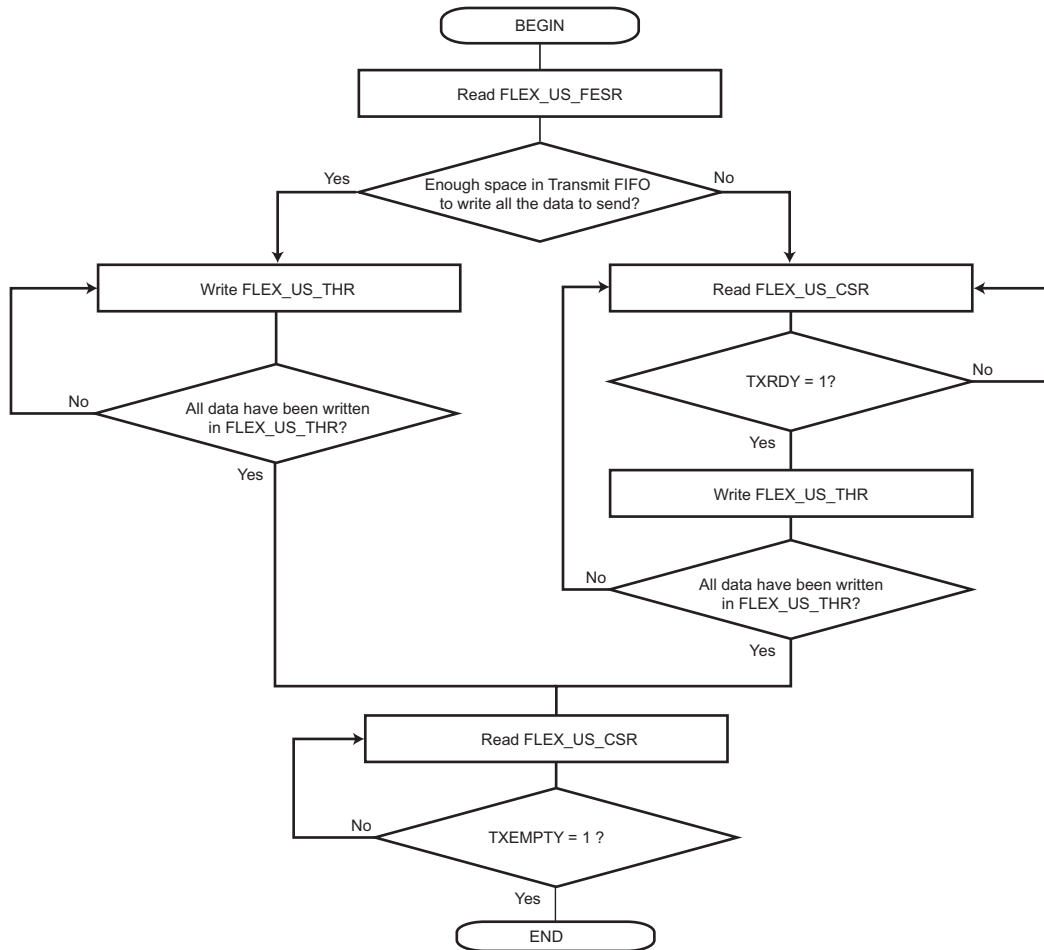 BEGIN
Read FLEX_US_FESR
Yes
Enough space in Transmit FIFO
to write all the data to send?
No
Write FLEX_US_THR
Read FLEX_US_CSR
TXRDY = 1?
No
No
All data have been written
in FLEX_US_THR?
Yes
Yes
Write FLEX_US_THR
No
All data have been written
in FLEX_US_THR?
Yes
Read FLEX_US_CSR
No
TXEMPTY = 1 ?
Yes
END